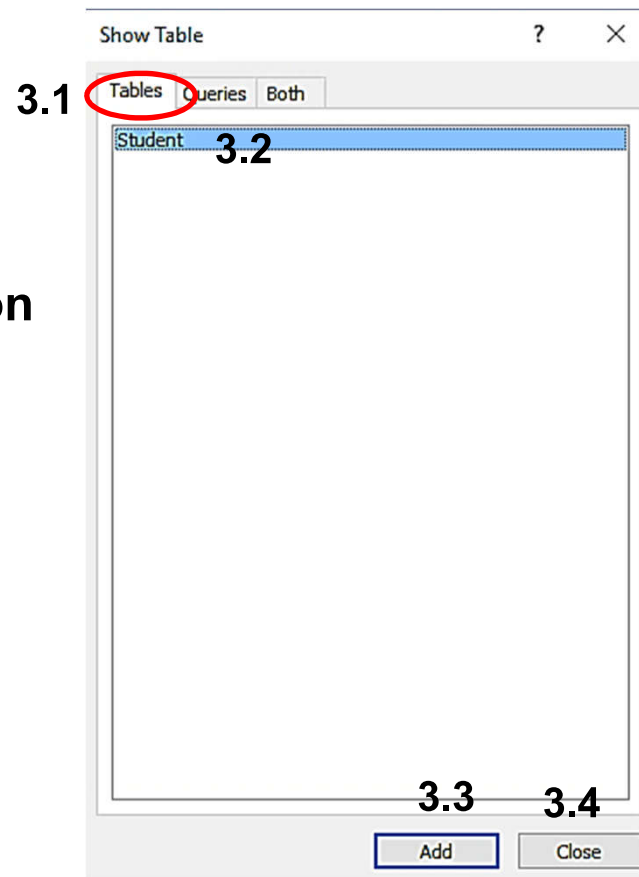 Show Table ? ×
3.1 Tables Queries Both
Student 3.2
on
3.3 3.4
Add Close